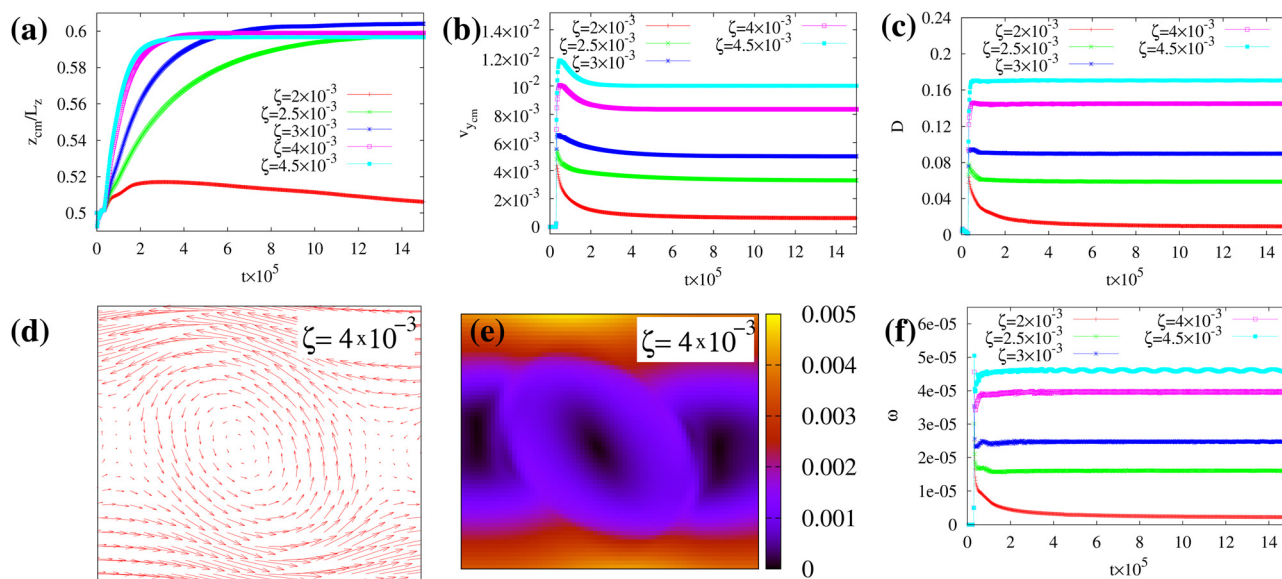 (a)
z_cm/L_z
0.6
0.58
0.56
0.54
0.52
0.5
0 2 4 6 8 10 12 14
t×10⁵
ζ=2×10⁻³
ζ=2.5×10⁻³
ζ=3×10⁻³
ζ=4×10⁻³
ζ=4.5×10⁻³
(b)
v_y_cm
1.4×10⁻²
1.2×10⁻²
10⁻²
8×10⁻³
6×10⁻³
4×10⁻³
2×10⁻³
0
0 2 4 6 8 10 12 14
t×10⁵
ζ=2×10⁻³
ζ=2.5×10⁻³
ζ=3×10⁻³
ζ=4×10⁻³
ζ=4.5×10⁻³
(c)
D
0.24
0.2
0.16
0.12
0.08
0.04
0
0 2 4 6 8 10 12 14
t×10⁵
ζ=2×10⁻³
ζ=2.5×10⁻³
ζ=3×10⁻³
ζ=4×10⁻³
ζ=4.5×10⁻³
(d)
ζ= 4×10⁻³
(e)
ζ= 4×10⁻³
0.005
0.004
0.003
0.002
0.001
0
(f)
ω
6e-05
5e-05
4e-05
3e-05
2e-05
1e-05
0
0 2 4 6 8 10 12 14
t×10⁵
ζ=2×10⁻³
ζ=2.5×10⁻³
ζ=3×10⁻³
ζ=4×10⁻³
ζ=4.5×10⁻³